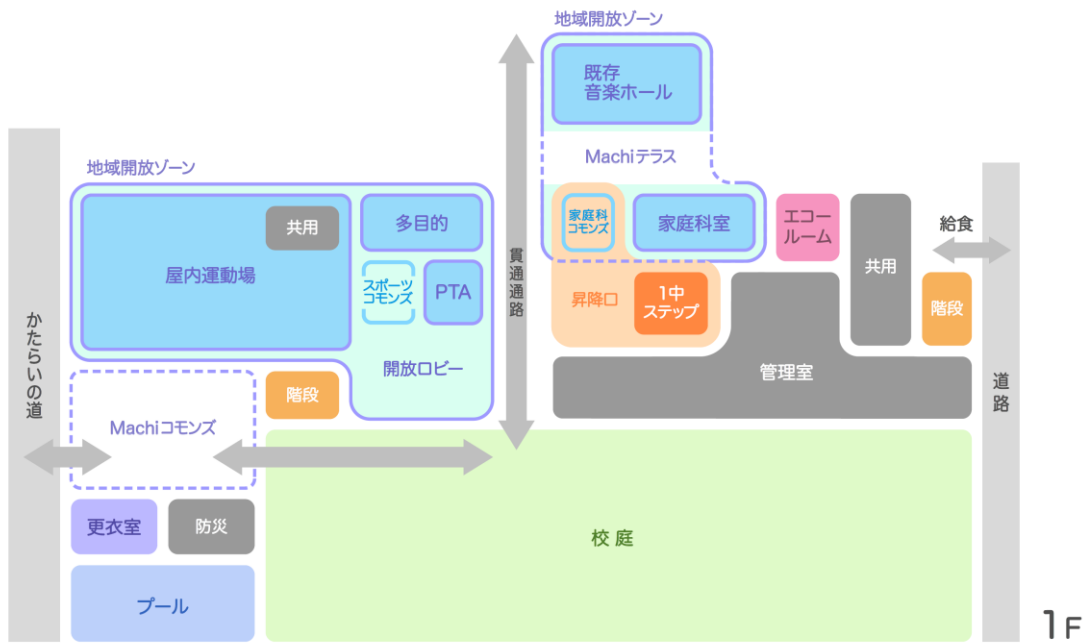 地域開放ゾーン
既存
音楽ホール
Machiテラス
地域開放ゾーン
屋内運動場
共用
多目的
スポーツ
コモンズ
PTA
開放ロビー
貫通通路
家庭科
コモンズ
家庭科室
エコー
ルーム
共用
給食
階段
昇降口
1中
ステップ
管理室
道路
かたらいの道
Machiコモンズ
階段
更衣室
防災
プール
校庭
1F